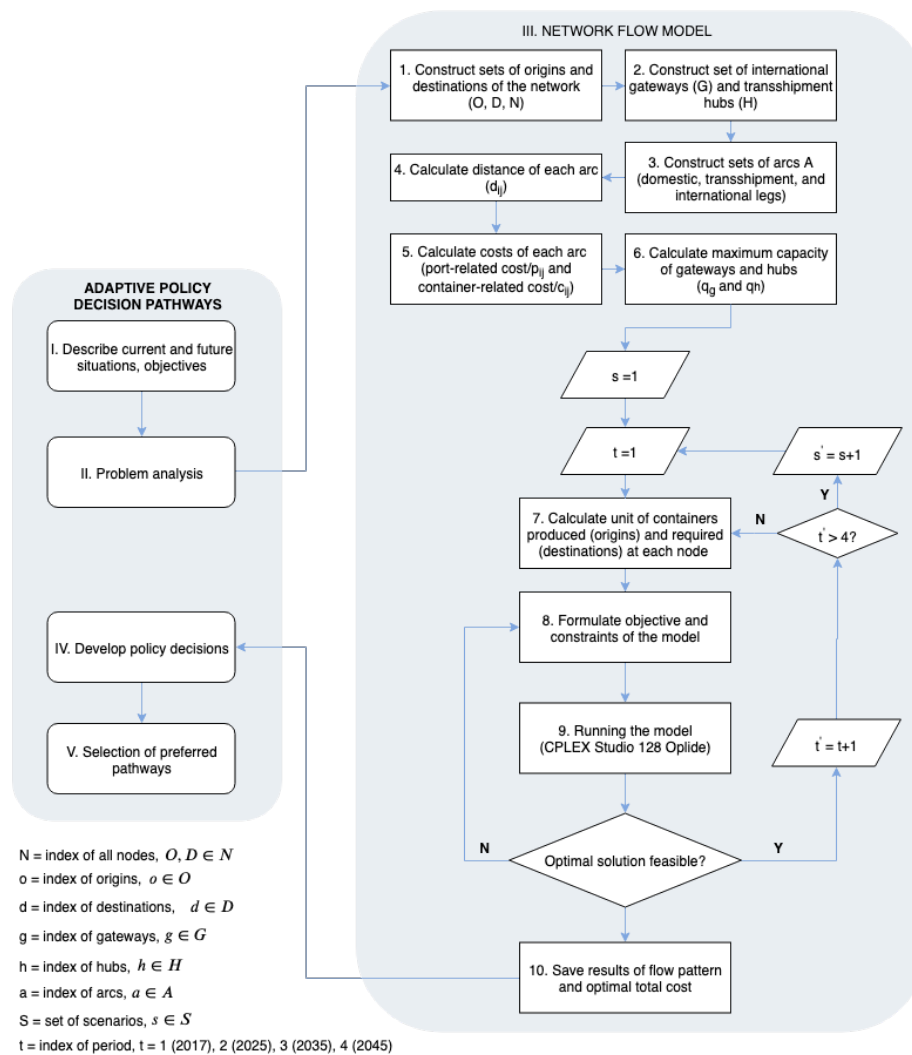 III. NETWORK FLOW MODEL
1. Construct sets of origins and
destinations of the network
(O, D, N)
2. Construct set of international
gateways (G) and transshipment
hubs (H)
3. Construct sets of arcs A
(domestic, transshipment, and
international legs)
4. Calculate distance of each arc
(dij)
5. Calculate costs of each arc
(port-related cost/pij and
container-related cost/cij)
6. Calculate maximum capacity
of gateways and hubs
(qg and qh)
ADAPTIVE POLICY
DECISION PATHWAYS
I. Describe current and future
situations, objectives
II. Problem analysis
s =1
t =1
s' = s+1
Y
N
t' > 4?
7. Calculate unit of containers
produced (origins) and required
(destinations) at each node
8. Formulate objective and
constraints of the model
IV. Develop policy decisions
9. Running the model
(CPLEX Studio 128 Oplide)
t' = t+1
V. Selection of preferred
pathways
N
Optimal solution feasible?
Y
10. Save results of flow pattern
and optimal total cost
N = index of all nodes, O, D ∈ N
o = index of origins, o ∈ O
d = index of destinations, d ∈ D
g = index of gateways, g ∈ G
h = index of hubs, h ∈ H
a = index of arcs, a ∈ A
S = set of scenarios, s ∈ S
t = index of period, t = 1 (2017), 2 (2025), 3 (2035), 4 (2045)